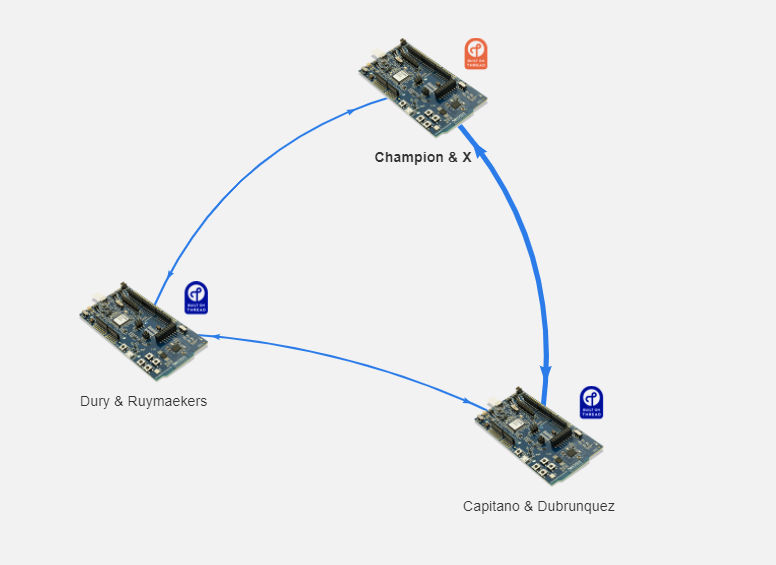 BUILT ON
THREAD
Champion & X
BUILT ON
THREAD
Dury & Ruymaekers
BUILT ON
THREAD
Capitano & Dubrunquez